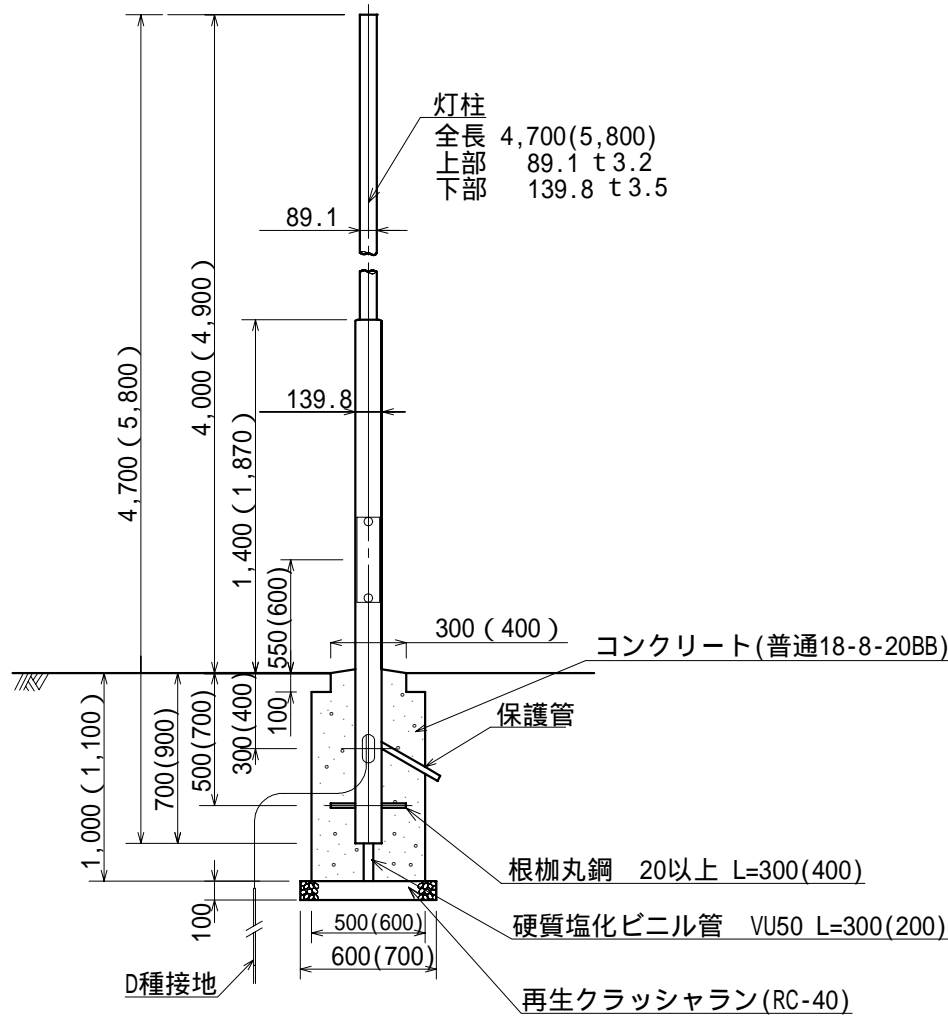 灯柱
全長 4,700(5,800)
上部 89.1 t3.2
下部 139.8 t3.5
89.1
4,000(4,900)
4,700(5,800)
139.8
1,400(1,870)
550(600)
300(400)
コンクリート(普通18-8-20BB)
保護管
100
300(400)
500(700)
700(900)
1,000(1,100)
根枷丸鋼 20以上 L=300(400)
100
500(600)
硬質塩化ビニル管 VU50 L=300(200)
600(700)
D種接地
再生クラッシャラン(RC-40)